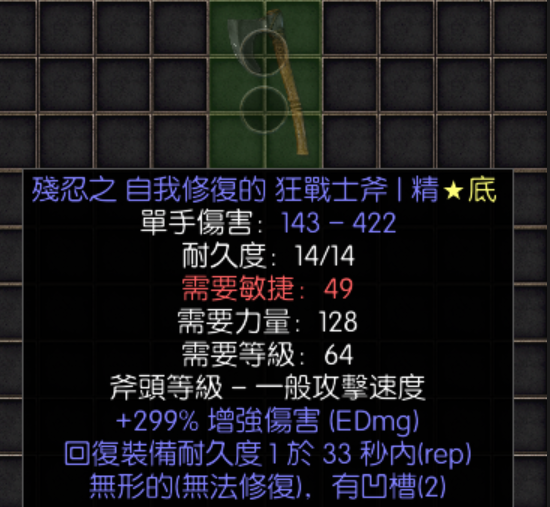 殘忍之 自我修復的 狂戰士斧 | 精★底
單手傷害: 143 - 422
耐久度: 14/14
需要敏捷: 49
需要力量: 128
需要等級: 64
斧頭等級 - 一般攻擊速度
+299% 增強傷害 (EDmg)
回復裝備耐久度 1 於 33 秒內(rep)
無形的(無法修復), 有凹槽(2)